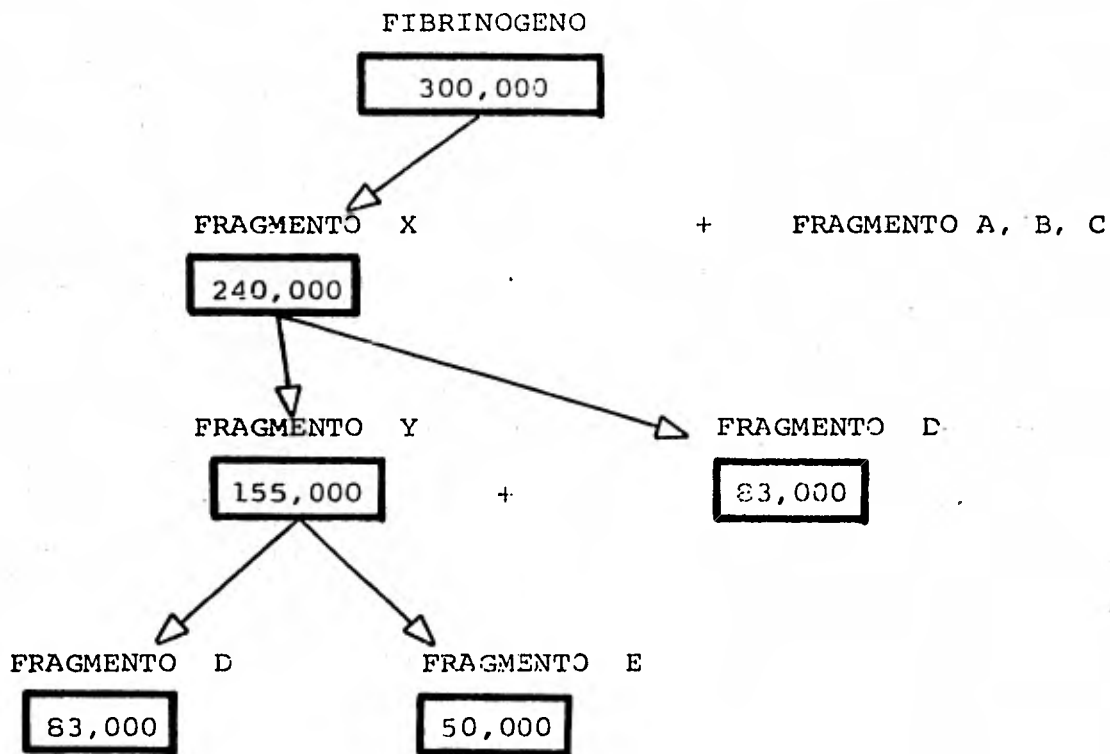 FIBRINOGENO
300,000
FRAGMENTO X + FRAGMENTO A, B, C
240,000
FRAGMENTO Y FRAGMENTO D
155,000 + 83,000
FRAGMENTO D FRAGMENTO E
83,000 50,000